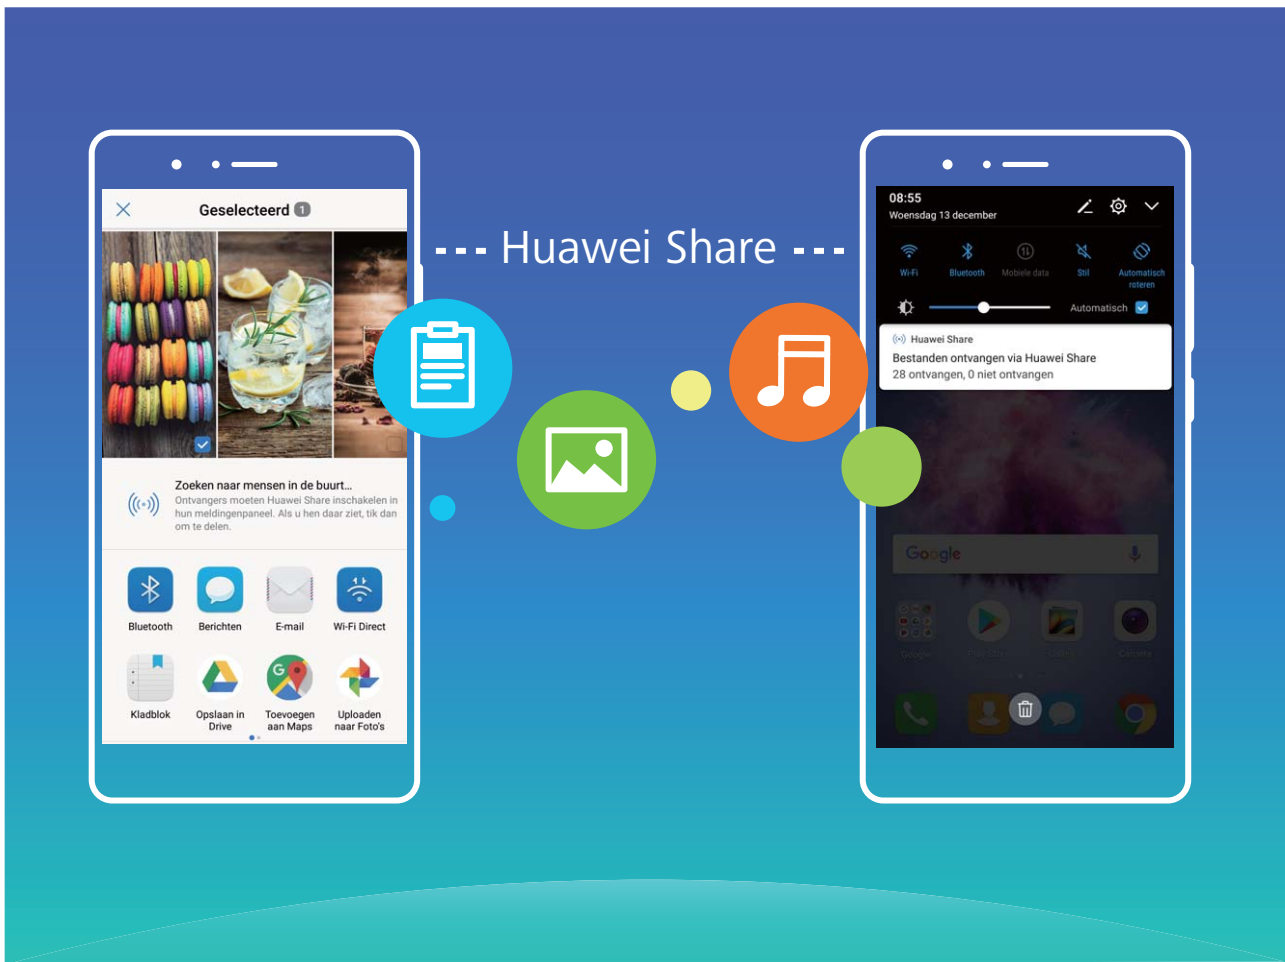 Geselecteerd 1
Zoeken naar mensen in de buurt...
Ontvangers moeten Huawei Share inschakelen in
hun meldingenpaneel. Als u hen daar ziet, tik dan
om te delen.
Bluetooth Berichten E-mail Wi-Fi Direct
Kladblok Opslaan in Drive Toevoegen aan Maps Uploaden naar Foto's
Huawei Share
08:55
Woensdag 13 december
Wi-Fi Bluetooth Mobiele data Stil Automatisch roteren
Automatisch
Huawei Share
Bestanden ontvangen via Huawei Share
28 ontvangen, 0 niet ontvangen
Google
Google